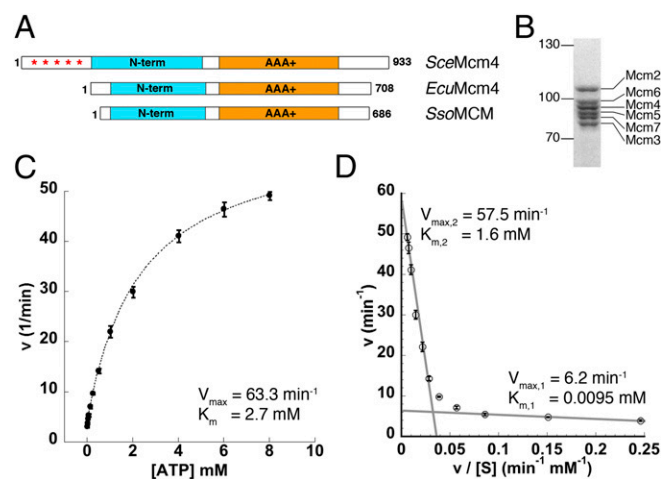 A
1 ★ ★ ★ ★ ★ N-term AAA+ 933 SceMcm4
1 N-term AAA+ 708 EcuMcm4
1 N-term AAA+ 686 SsoMCM
B
130
100
70
Mcm2
Mcm6
Mcm4
Mcm5
Mcm7
Mcm3
C
50
40
30
20
10
0
v (1/min)
Vmax = 63.3 min⁻¹
Km = 2.7 mM
0 2 4 6 8 10
[ATP] mM
D
60
50
40
30
20
10
0
v (min⁻¹)
Vmax,2 = 57.5 min⁻¹
Km,2 = 1.6 mM
Vmax,1 = 6.2 min⁻¹
Km,1 = 0.0095 mM
0 0.05 0.1 0.15 0.20 0.25
v / [S] (min⁻¹ mM⁻¹)